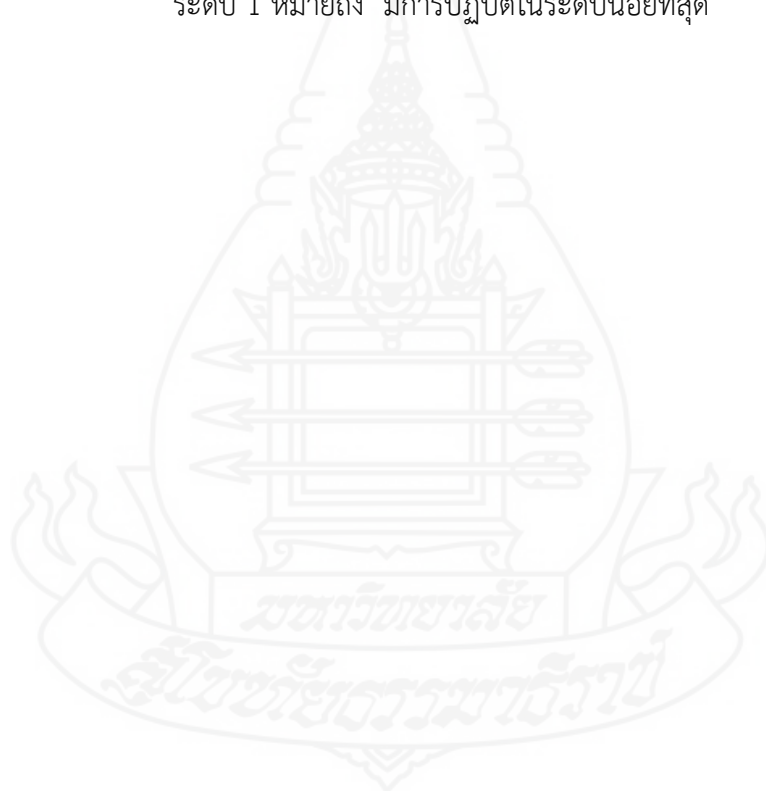 ระดับ 1 หมายถึง มีการปฏิบัติในระดับน้อยที่สุด
มหาวิทยาลัย
สุโขทัยธรรมาธิราช